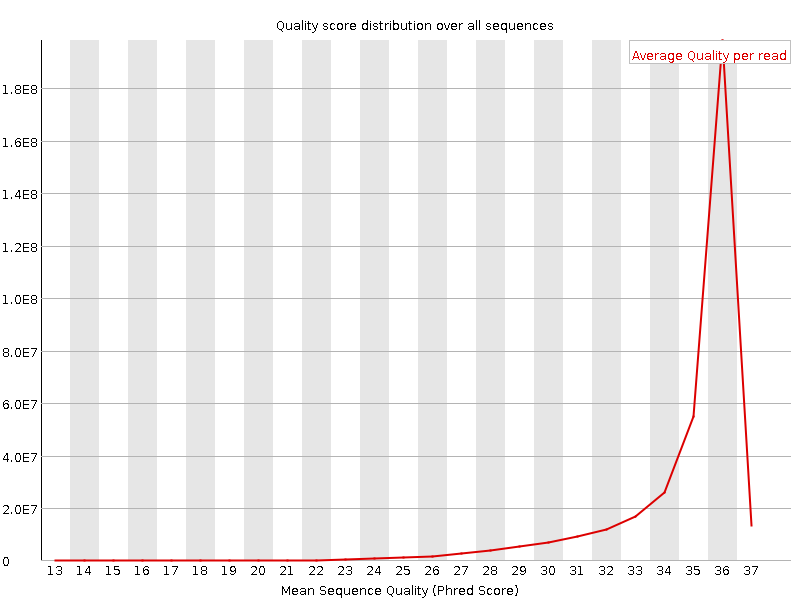 Quality score distribution over all sequences
Average Quality per read
1.8E8
1.6E8
1.4E8
1.2E8
1.0E8
8.0E7
6.0E7
4.0E7
2.0E7
0
13 14 15 16 17 18 19 20 21 22 23 24 25 26 27 28 29 30 31 32 33 34 35 36 37
Mean Sequence Quality (Phred Score)